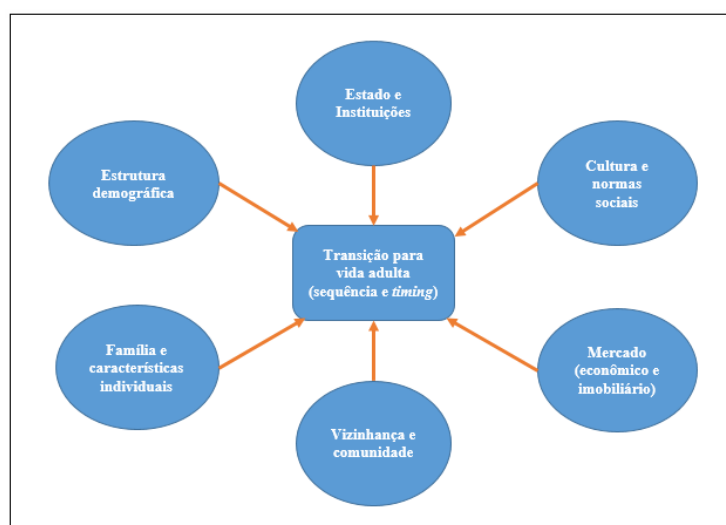 Estado e
Instituições
Estrutura
demográfica
Cultura e
normas
sociais
Transição para
vida adulta
(sequência e timing)
Família e
características
individuais
Mercado
(econômico e
imobiliário)
Vizinhança e
comunidade